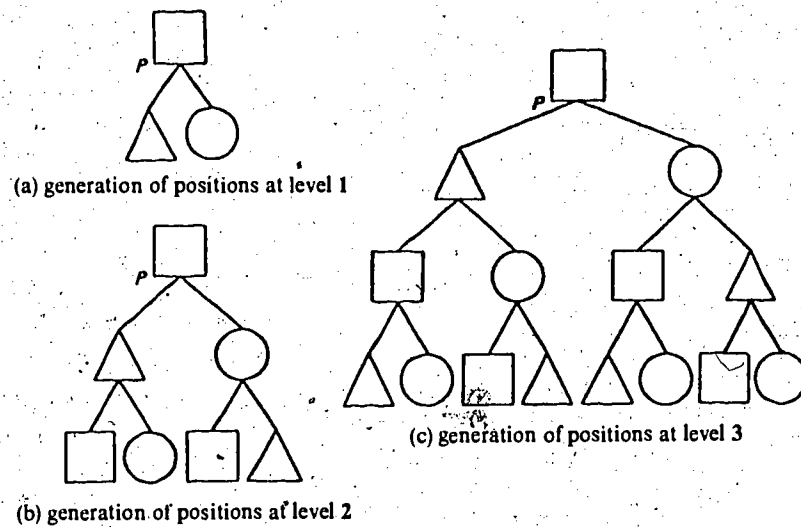 P
(a) generation of positions at level 1
P
(b) generation of positions at level 2
P
(c) generation of positions at level 3